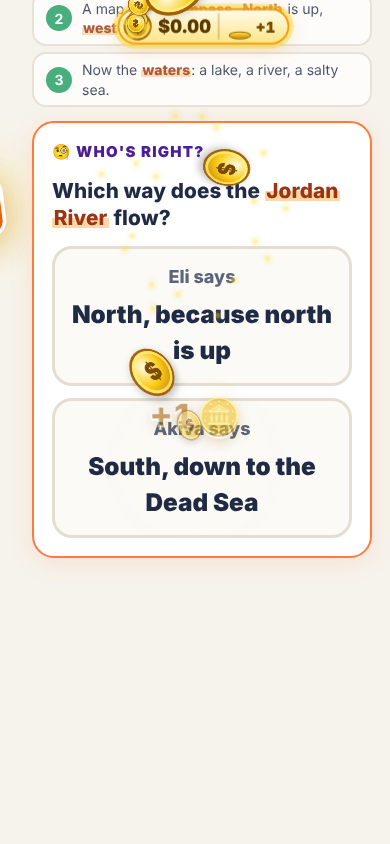 2
A map
North is up,
west
$0.00
+1
3
Now the waters: a lake, a river, a salty
sea.
WHO'S RIGHT?
Which way does the Jordan
River flow?
Eli says
North, because north
is up
+1
Akiva says
South, down to the
Dead Sea